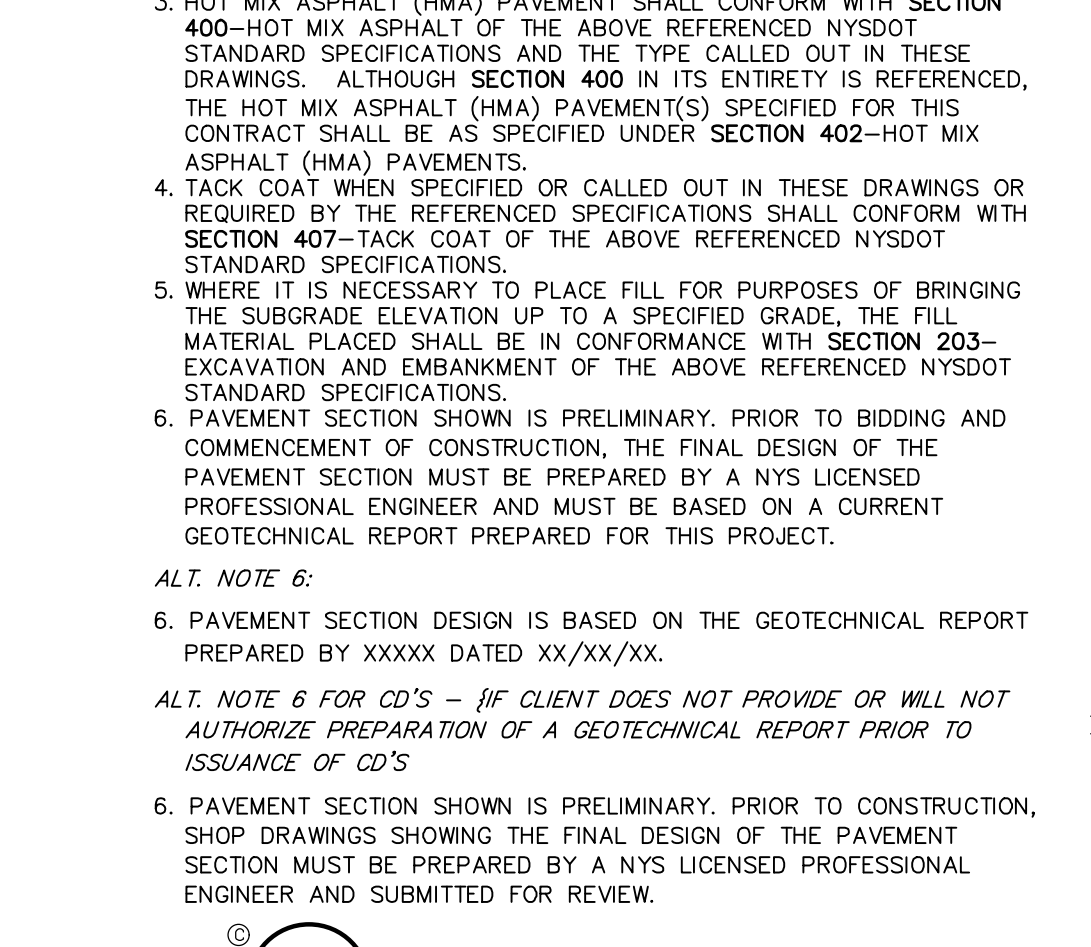 3. HOT MIX ASPHALT (HMA) PAVEMENT SHALL CONFORM WITH SECTION
400–HOT MIX ASPHALT OF THE ABOVE REFERENCED NYSDOT
STANDARD SPECIFICATIONS AND THE TYPE CALLED OUT IN THESE
DRAWINGS. ALTHOUGH SECTION 400 IN ITS ENTIRETY IS REFERENCED,
THE HOT MIX ASPHALT (HMA) PAVEMENT(S) SPECIFIED FOR THIS
CONTRACT SHALL BE AS SPECIFIED UNDER SECTION 402–HOT MIX
ASPHALT (HMA) PAVEMENTS.
4. TACK COAT WHEN SPECIFIED OR CALLED OUT IN THESE DRAWINGS OR
REQUIRED BY THE REFERENCED SPECIFICATIONS SHALL CONFORM WITH
SECTION 407–TACK COAT OF THE ABOVE REFERENCED NYSDOT
STANDARD SPECIFICATIONS.
5. WHERE IT IS NECESSARY TO PLACE FILL FOR PURPOSES OF BRINGING
THE SUBGRADE ELEVATION UP TO A SPECIFIED GRADE, THE FILL
MATERIAL PLACED SHALL BE IN CONFORMANCE WITH SECTION 203–
EXCAVATION AND EMBANKMENT OF THE ABOVE REFERENCED NYSDOT
STANDARD SPECIFICATIONS.
6. PAVEMENT SECTION SHOWN IS PRELIMINARY. PRIOR TO BIDDING AND
COMMENCEMENT OF CONSTRUCTION, THE FINAL DESIGN OF THE
PAVEMENT SECTION MUST BE PREPARED BY A NYS LICENSED
PROFESSIONAL ENGINEER AND MUST BE BASED ON A CURRENT
GEOTECHNICAL REPORT PREPARED FOR THIS PROJECT.
ALT. NOTE 6:
6. PAVEMENT SECTION DESIGN IS BASED ON THE GEOTECHNICAL REPORT
PREPARED BY XXXXX DATED XX/XX/XX.
ALT. NOTE 6 FOR CD'S – {IF CLIENT DOES NOT PROVIDE OR WILL NOT
AUTHORIZE PREPARATION OF A GEOTECHNICAL REPORT PRIOR TO
ISSUANCE OF CD'S
6. PAVEMENT SECTION SHOWN IS PRELIMINARY. PRIOR TO CONSTRUCTION,
SHOP DRAWINGS SHOWING THE FINAL DESIGN OF THE PAVEMENT
SECTION MUST BE PREPARED BY A NYS LICENSED PROFESSIONAL
ENGINEER AND SUBMITTED FOR REVIEW.
©